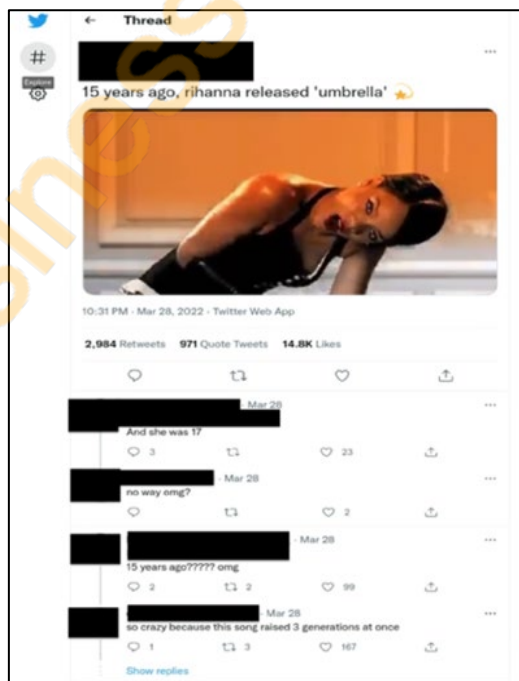 Thread
Explore
15 years ago, rihanna released 'umbrella' 💫
10:31 PM · Mar 28, 2022 · Twitter Web App
2,984 Retweets 971 Quote Tweets 14.8K Likes
· Mar 28
And she was 17
3 23
· Mar 28
no way omg?
2
· Mar 28
15 years ago????? omg
2 2 99
· Mar 28
so crazy because this song raised 3 generations at once
1 3 167
Show replies
siness